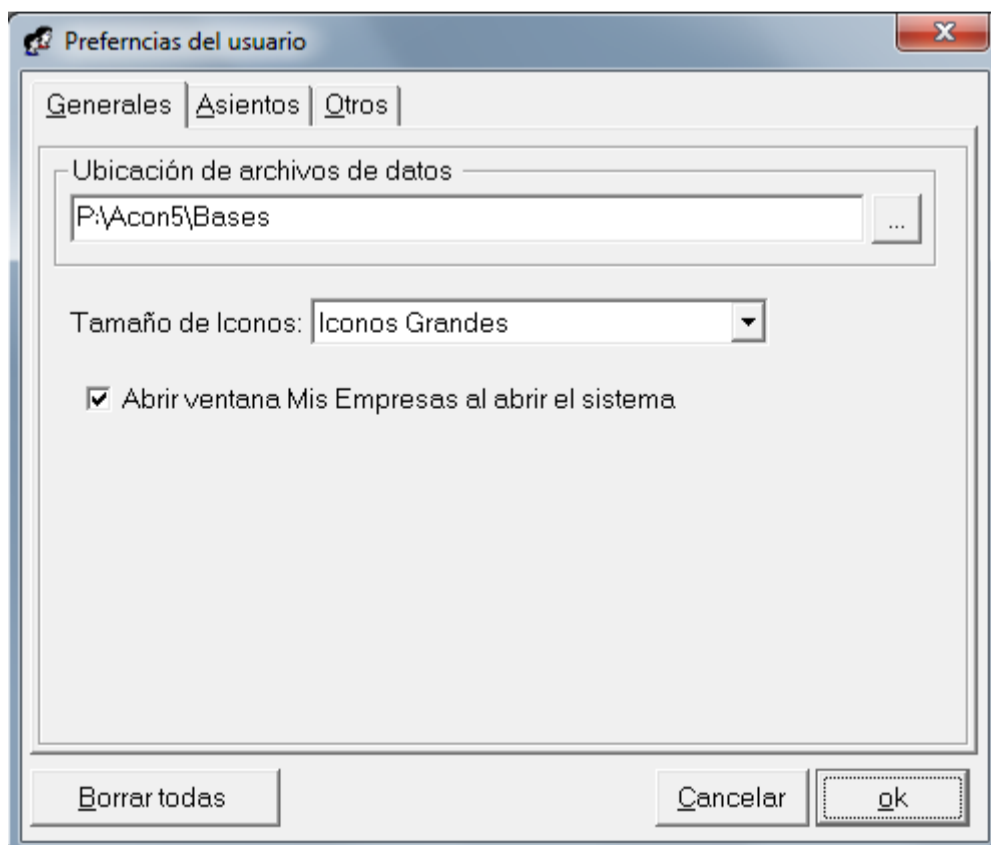 Preferncias del usuario
Generales Asientos Otros
Ubicación de archivos de datos
P:\Acon5\Bases ...
Tamaño de Iconos: Iconos Grandes
Abrir ventana Mis Empresas al abrir el sistema
Borrar todas Cancelar ok